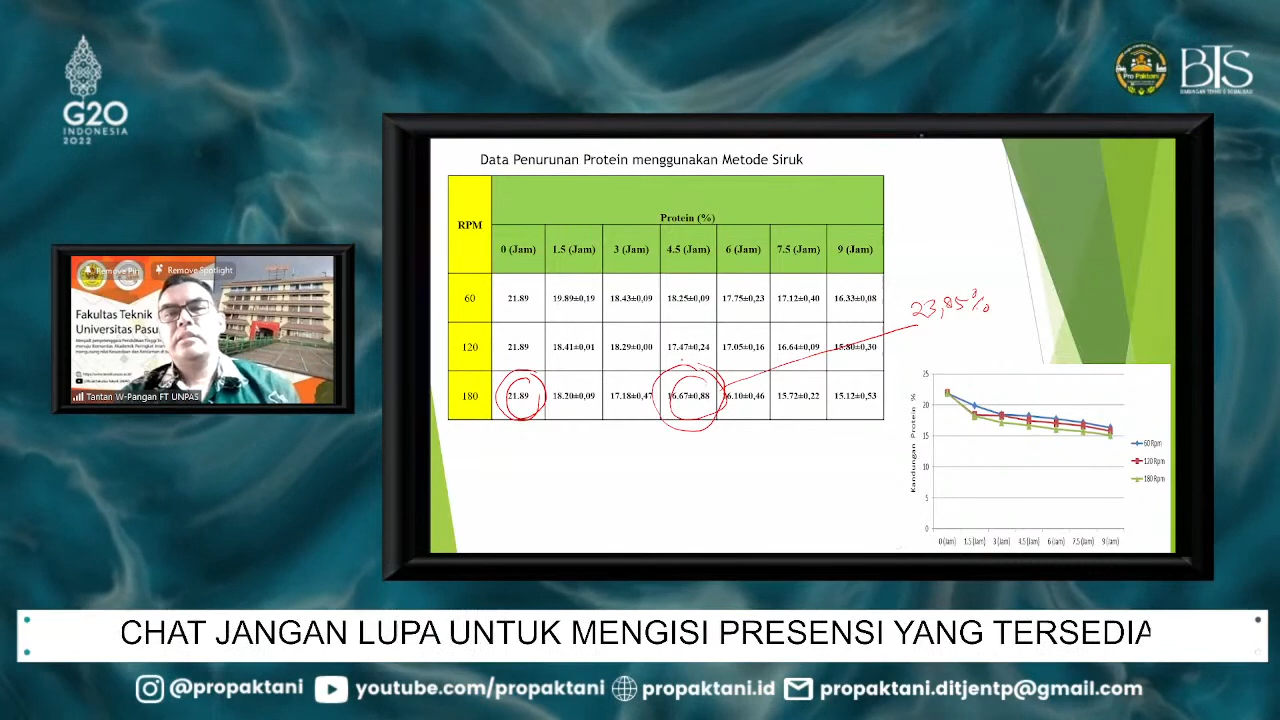 G20
INDONESIA
2022
Pro Paktani
BTS
BIMBINGAN TEKNIS & SOSIALISASI
Remove Pin
Remove Spotlight
Fakultas Teknik
Universitas Pasu
Tantan W-Pangan FT UNPAS
Data Penurunan Protein menggunakan Metode Siruk
RPM
Protein (%)
0 (Jam) 1.5 (Jam) 3 (Jam) 4.5 (Jam) 6 (Jam) 7.5 (Jam) 9 (Jam)
60 21.89 19.89±0,19 18.43±0,09 18.25±0,09 17.75±0,23 17.12±0,40 16.33±0,08
120 21.89 18.41±0,01 18.29±0,00 17.47±0,24 17.05±0,16 16.64±0,09 15.80±0,30
180 21.89 18.20±0,09 17.18±0,47 16.67±0,88 16.10±0,46 15.72±0,22 15.12±0,53
23,85%
Kandungan Protein %
25
20
15
10
5
0
0 (Jam) 1.5 (Jam) 3 (Jam) 4.5 (Jam) 6 (Jam) 7.5 (Jam) 9 (Jam)
60 Rpm
120 Rpm
180 Rpm
CHAT JANGAN LUPA UNTUK MENGISI PRESENSI YANG TERSEDIA
@propaktani youtube.com/propaktani propaktani.id propaktani.ditjentp@gmail.com